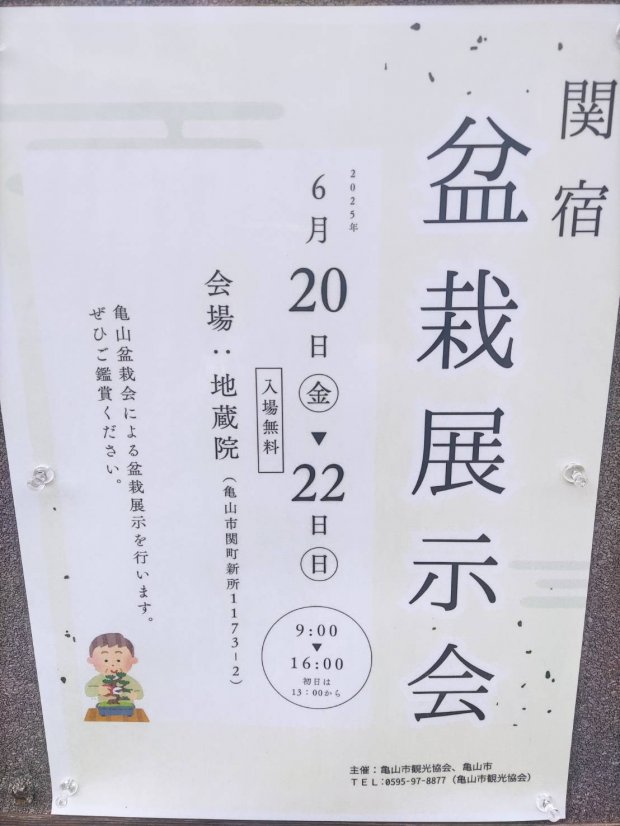 関宿
盆栽展示会
2025年
6月20日㊎▼22日㊐
入場無料
9:00
▼
16:00
初日は
13:00から
会場:地蔵院(亀山市関町新所1173-2)
亀山盆栽会による盆栽展示を行います。
ぜひご鑑賞ください。
主催:亀山市観光協会、亀山市
TEL:0595-97-8877(亀山市観光協会)